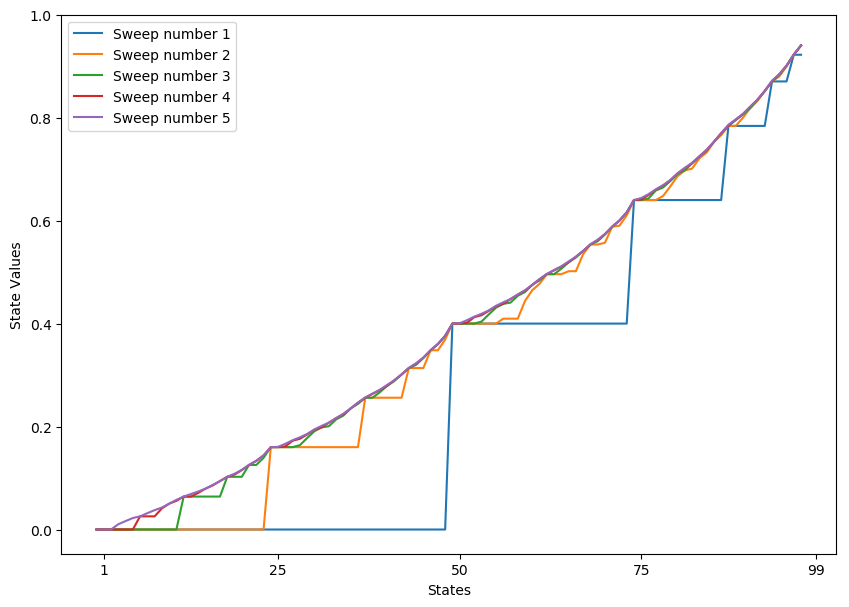 Sweep number 1
Sweep number 2
Sweep number 3
Sweep number 4
Sweep number 5
State Values
1.0
0.8
0.6
0.4
0.2
0.0
1 25 50 75 99
States